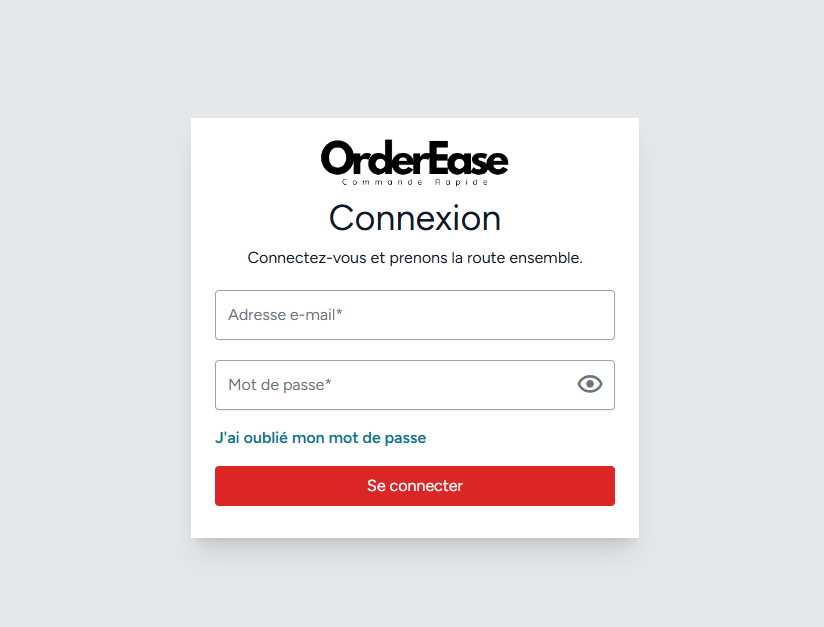 OrderEase
Commande Rapide
Connexion
Connectez-vous et prenons la route ensemble.
Adresse e-mail*
Mot de passe*
J'ai oublié mon mot de passe
Se connecter